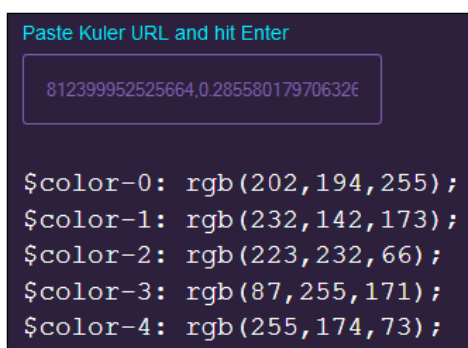 Paste Kuler URL and hit Enter
812399952525664,0.285580179706326
$color-0: rgb(202,194,255);
$color-1: rgb(232,142,173);
$color-2: rgb(223,232,66);
$color-3: rgb(87,255,171);
$color-4: rgb(255,174,73);